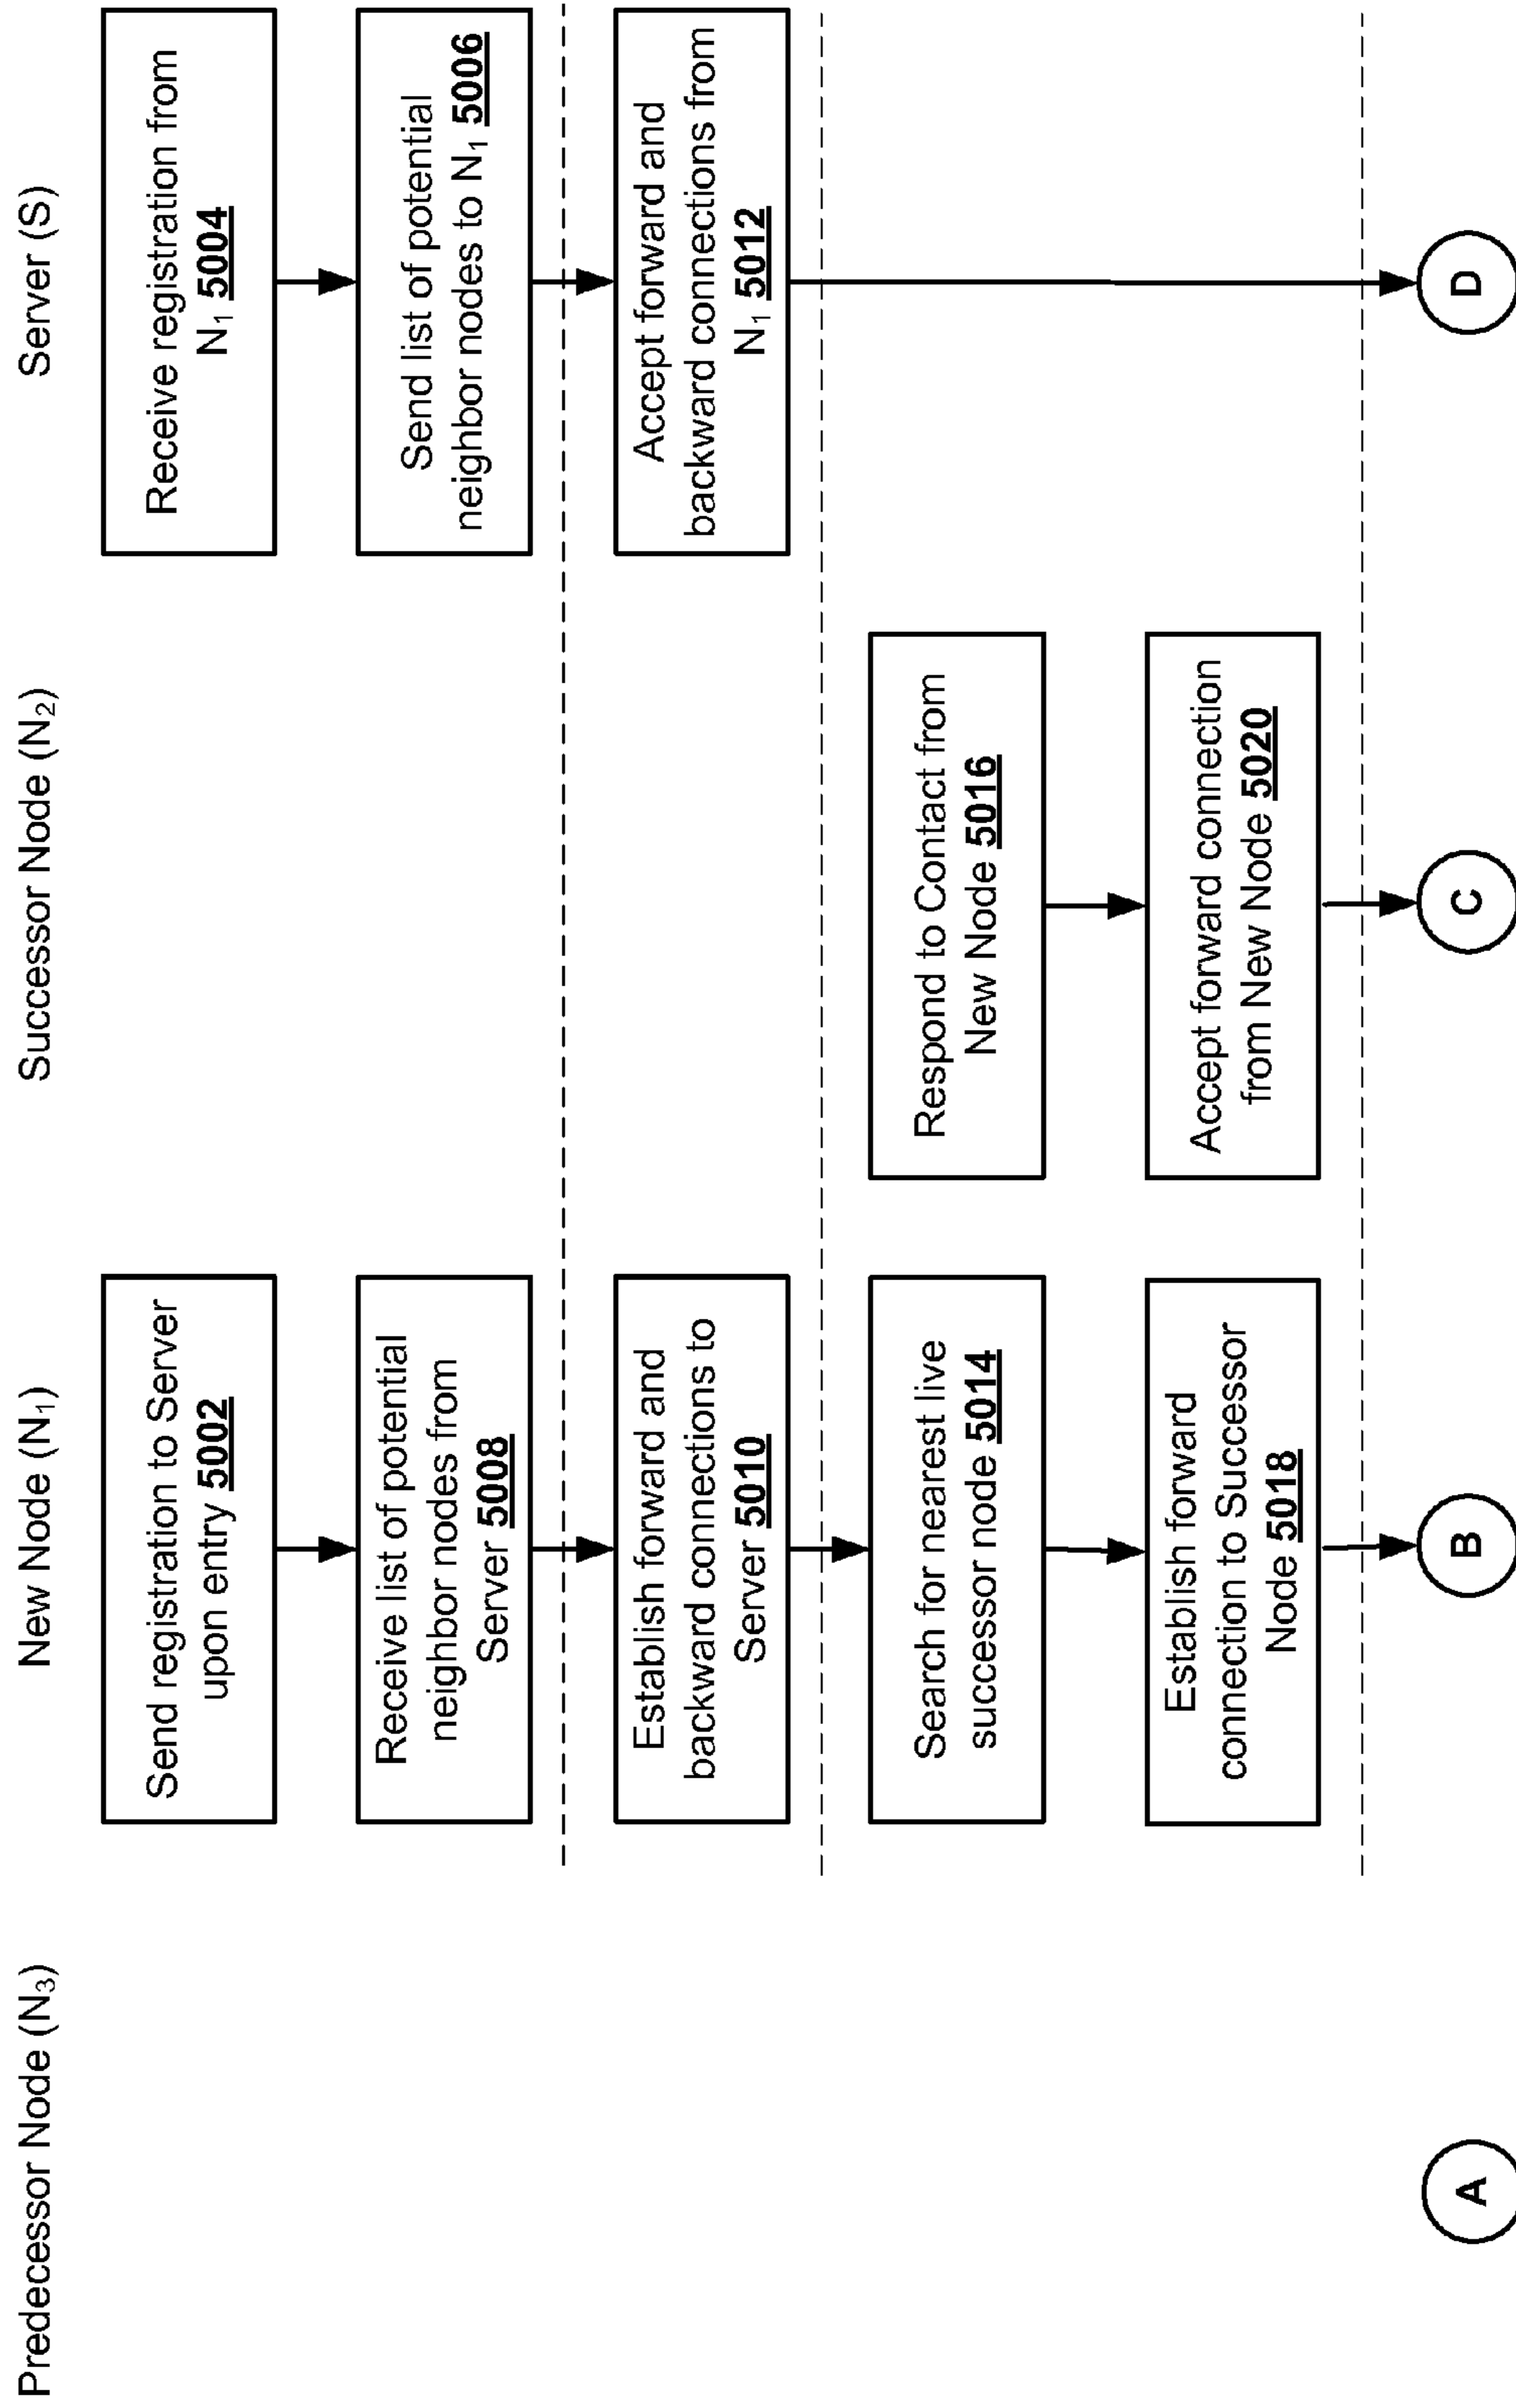 Predecessor Node (N₃)
New Node (N₁)
Successor Node (N₂)
Server (S)
Send registration to Server
upon entry 5002
Receive registration from
N₁ 5004
Receive list of potential
neighbor nodes from
Server 5008
Send list of potential
neighbor nodes to N₁ 5006
Establish forward and
backward connections to
Server 5010
Accept forward and
backward connections from
N₁ 5012
Search for nearest live
successor node 5014
Respond to Contact from
New Node 5016
Establish forward
connection to Successor
Node 5018
Accept forward connection
from New Node 5020
A
B
C
D